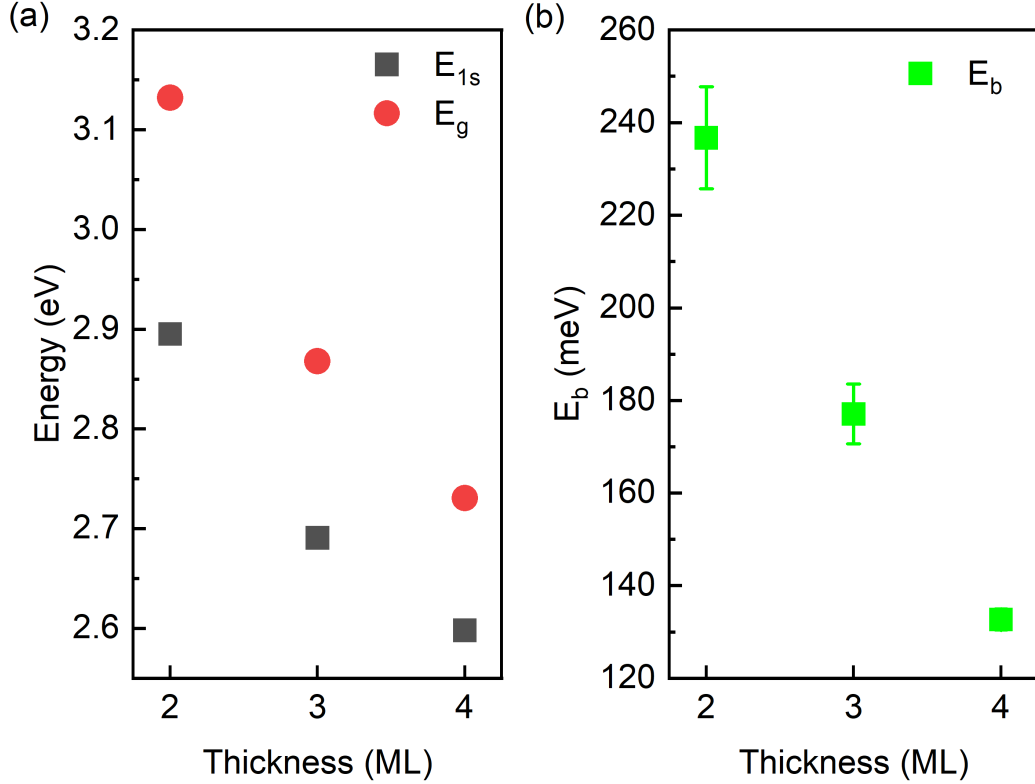 (a)
3.2
3.1
3.0
2.9
2.8
2.7
2.6
Energy (eV)
E1s
Eg
2 3 4
Thickness (ML)
(b)
260
240
220
200
180
160
140
120
Eb (meV)
Eb
2 3 4
Thickness (ML)